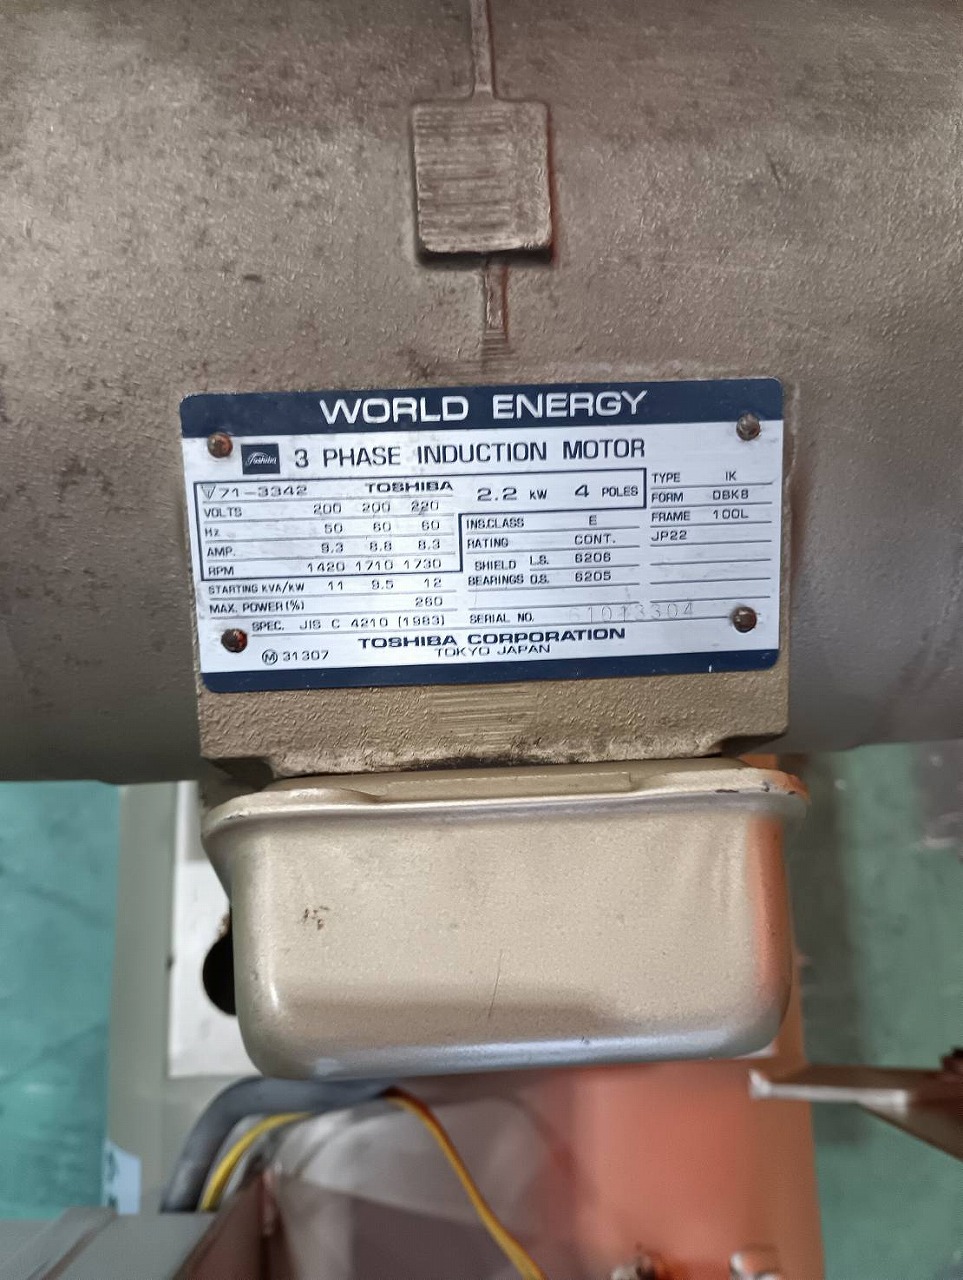 WORLD ENERGY
Toshiba 3 PHASE INDUCTION MOTOR
71-3342 TOSHIBA 2.2 kW 4 POLES
VOLTS 200 200 220
Hz 50 60 60
AMP. 9.3 8.8 8.3
RPM 1420 1710 1730
STARTING KVA/KW 11 9.5 12
MAX. POWER (%) 260
SPEC. JIS C 4210 (1983)
INS.CLASS E
RATING CONT.
SHIELD L.S. 6206
BEARINGS O.S. 6205
SERIAL NO. 61013304
TYPE IK
FORM DBK8
FRAME 100L
JP22
TOSHIBA CORPORATION
M 31307 TOKYO JAPAN